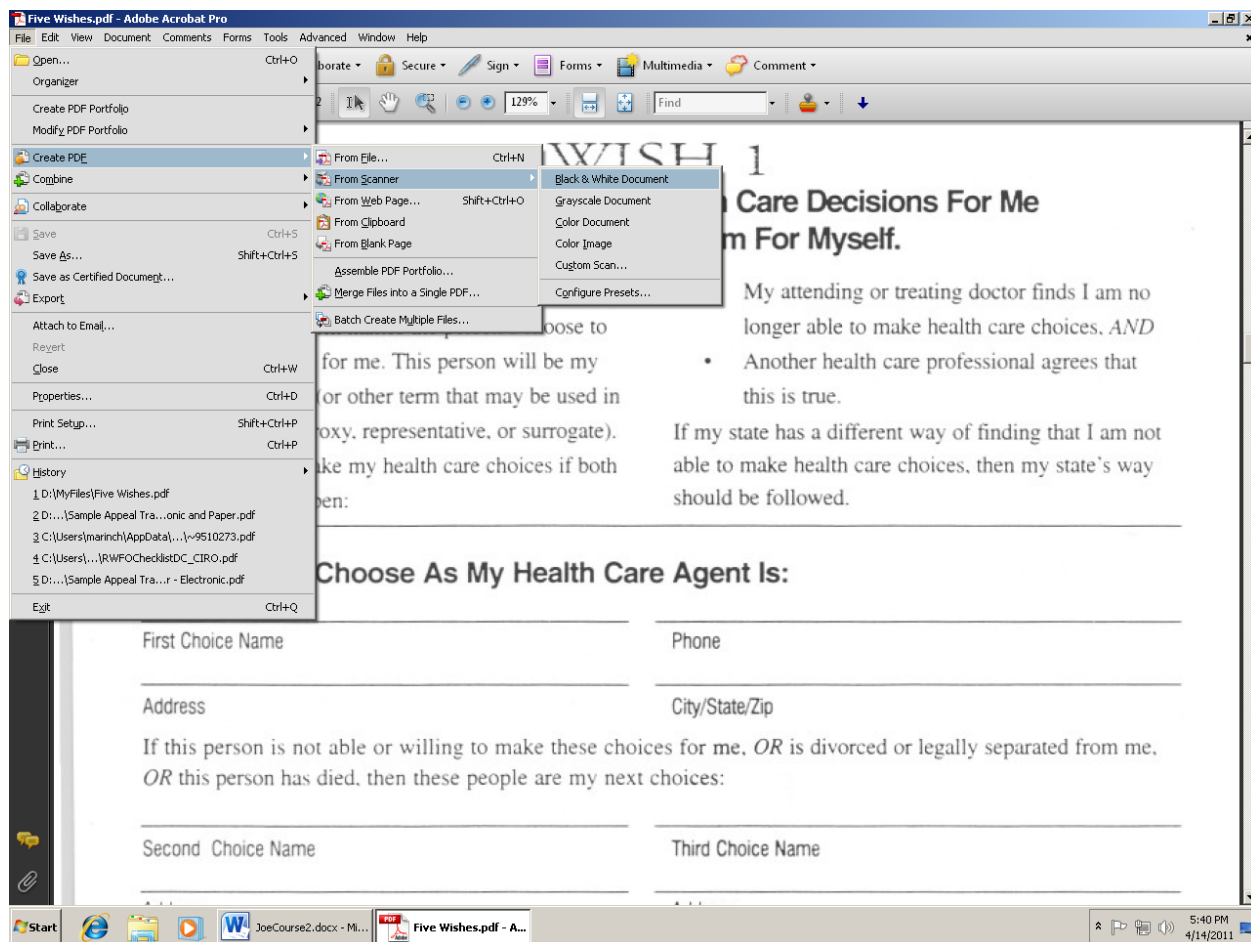 Five Wishes.pdf - Adobe Acrobat Pro
File Edit View Document Comments Forms Tools Advanced Window Help
Open... Ctrl+O
Organizer
Create PDF Portfolio
Modify PDF Portfolio
Create PDF
Combine
Collaborate
Save Ctrl+S
Save As... Shift+Ctrl+S
Save as Certified Document...
Export
Attach to Email...
Revert
Close Ctrl+W
Properties... Ctrl+D
Print Setup... Shift+Ctrl+P
Print... Ctrl+P
History
1 D:\MyFiles\Five Wishes.pdf
2 D:...\Sample Appeal Tra...onic and Paper.pdf
3 C:\Users\marinch\AppData\...\~9510273.pdf
4 C:\Users\...\RWFOChecklistDC_CIRO.pdf
5 D:...\Sample Appeal Tra...r - Electronic.pdf
Exit Ctrl+Q
From File... Ctrl+N
From Scanner
From Web Page... Shift+Ctrl+O
From Clipboard
From Blank Page
Assemble PDF Portfolio...
Merge Files into a Single PDF...
Batch Create Multiple Files...
Black & White Document
Grayscale Document
Color Document
Color Image
Custom Scan...
Configure Presets...
borate Secure Sign Forms Multimedia Comment
2 129% Find
WISH 1
Care Decisions For Me
m For Myself.
oose to
for me. This person will be my
(or other term that may be used in
oxy, representative, or surrogate).
ke my health care choices if both
pen:
My attending or treating doctor finds I am no
longer able to make health care choices, AND
• Another health care professional agrees that
this is true.
If my state has a different way of finding that I am not
able to make health care choices, then my state's way
should be followed.
Choose As My Health Care Agent Is:
First Choice Name Phone
Address City/State/Zip
If this person is not able or willing to make these choices for me, OR is divorced or legally separated from me,
OR this person has died, then these people are my next choices:
Second Choice Name Third Choice Name
Start JoeCourse2.docx - Mi... Five Wishes.pdf - A... 5:40 PM
4/14/2011